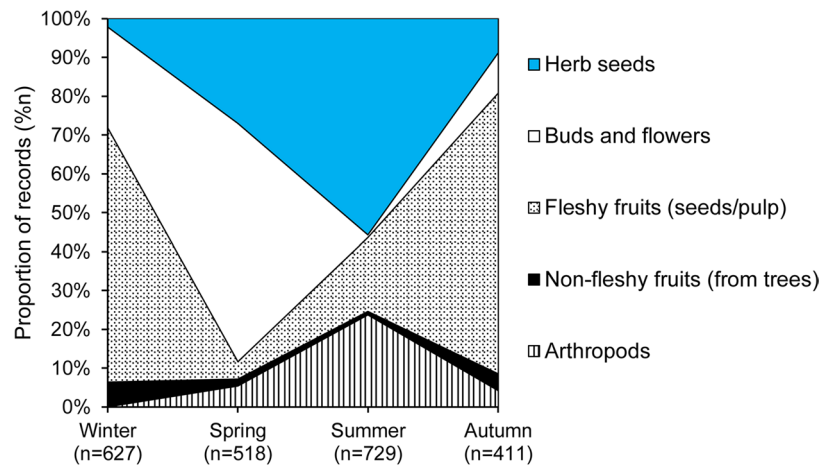 100%
90%
80%
70%
60%
50%
40%
30%
20%
10%
0%
Proportion of records (%n)
Winter
(n=627)
Spring
(n=518)
Summer
(n=729)
Autumn
(n=411)
Herb seeds
Buds and flowers
Fleshy fruits (seeds/pulp)
Non-fleshy fruits (from trees)
Arthropods